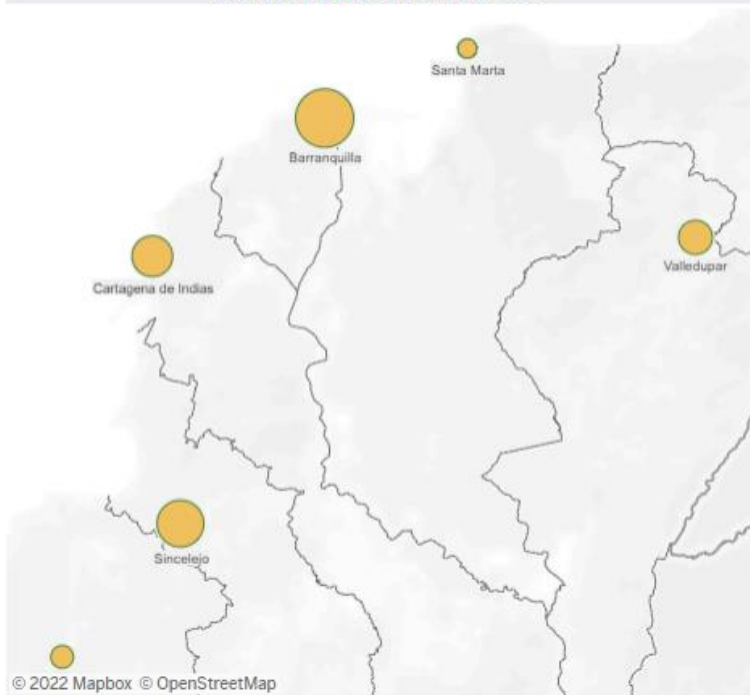 Santa Marta
Barranquilla
Valledupar
Cartagena de Indias
Sincelejo
© 2022 Mapbox © OpenStreetMap